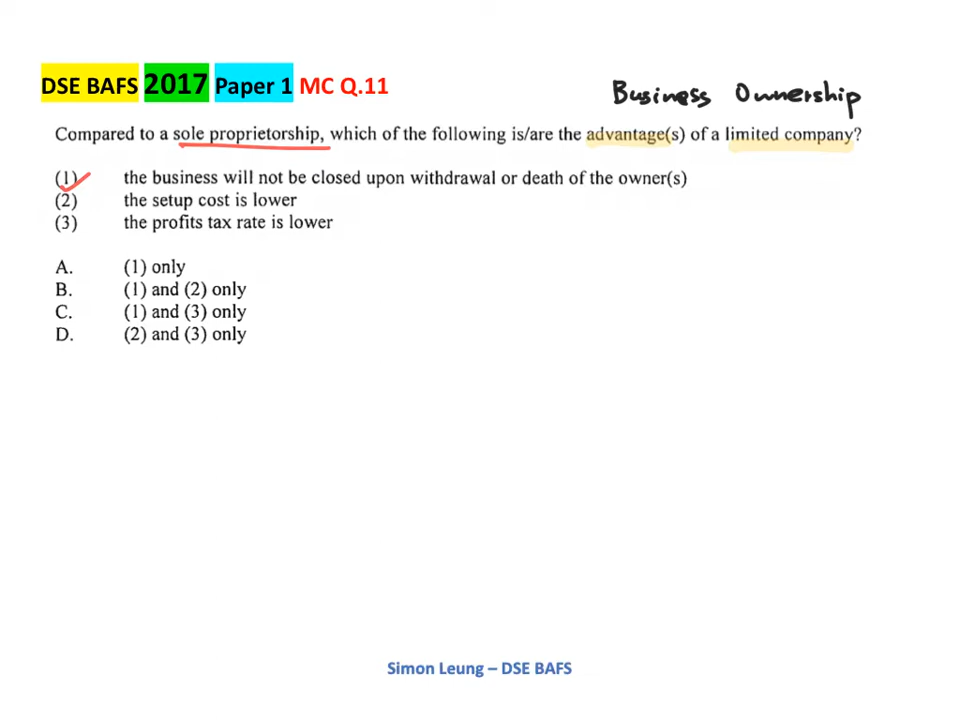 DSE BAFS 2017 Paper 1 MC Q.11
Business Ownership
Compared to a sole proprietorship, which of the following is/are the advantage(s) of a limited company?
(1) the business will not be closed upon withdrawal or death of the owner(s)
(2) the setup cost is lower
(3) the profits tax rate is lower
A. (1) only
B. (1) and (2) only
C. (1) and (3) only
D. (2) and (3) only
Simon Leung – DSE BAFS